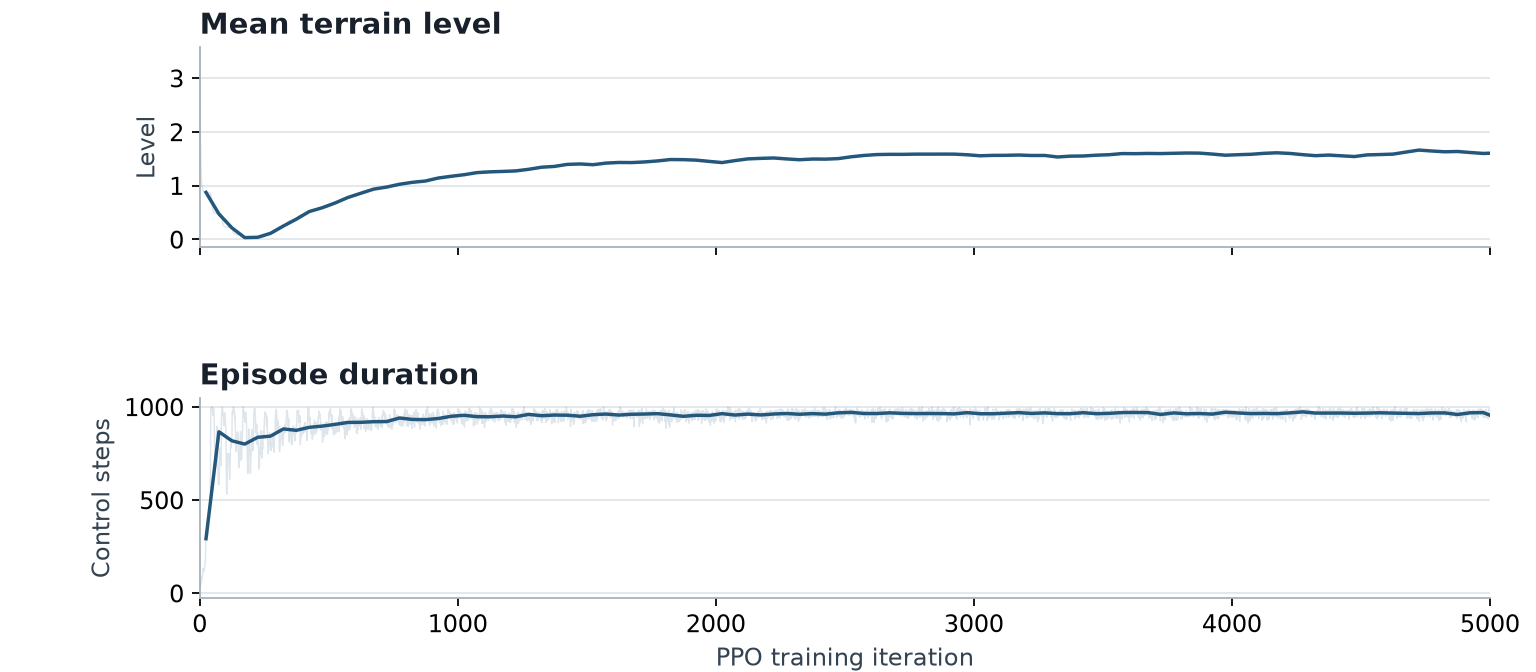 Mean terrain level
3
2
1
0
Level
Episode duration
1000
500
0
Control steps
0 1000 2000 3000 4000 5000
PPO training iteration